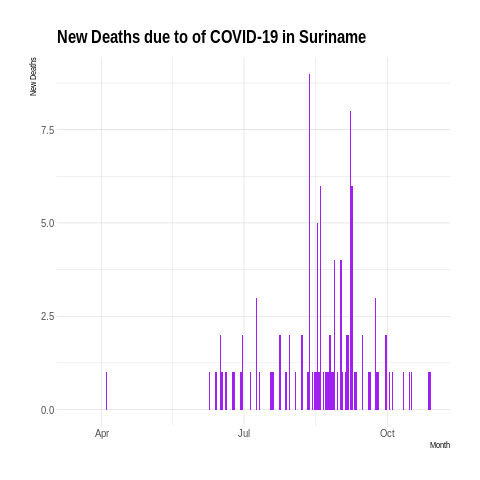 New Deaths due to of COVID-19 in Suriname
New Deaths
7.5
5.0
2.5
0.0
Apr Jul Oct
Month